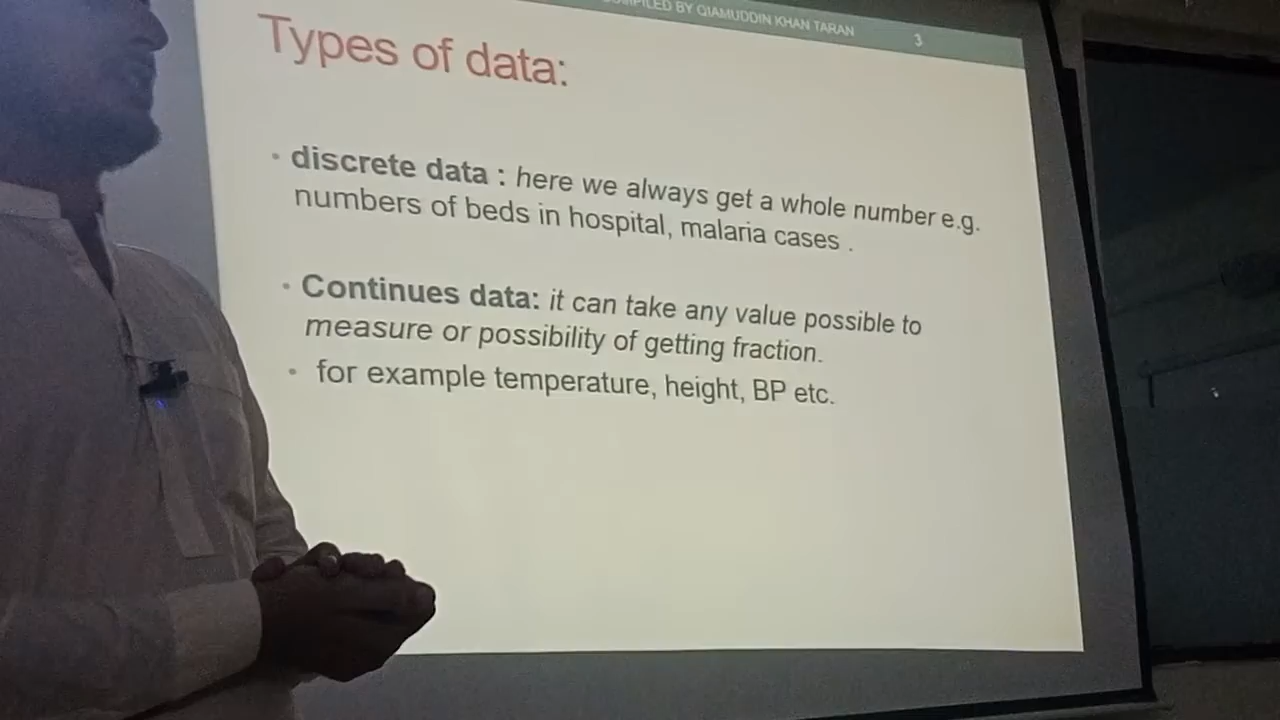 COMPILED BY QIAMUDDIN KHAN TARAN
3
Types of data:
• discrete data : here we always get a whole number e.g.
numbers of beds in hospital, malaria cases .
• Continues data: it can take any value possible to
measure or possibility of getting fraction.
• for example temperature, height, BP etc.